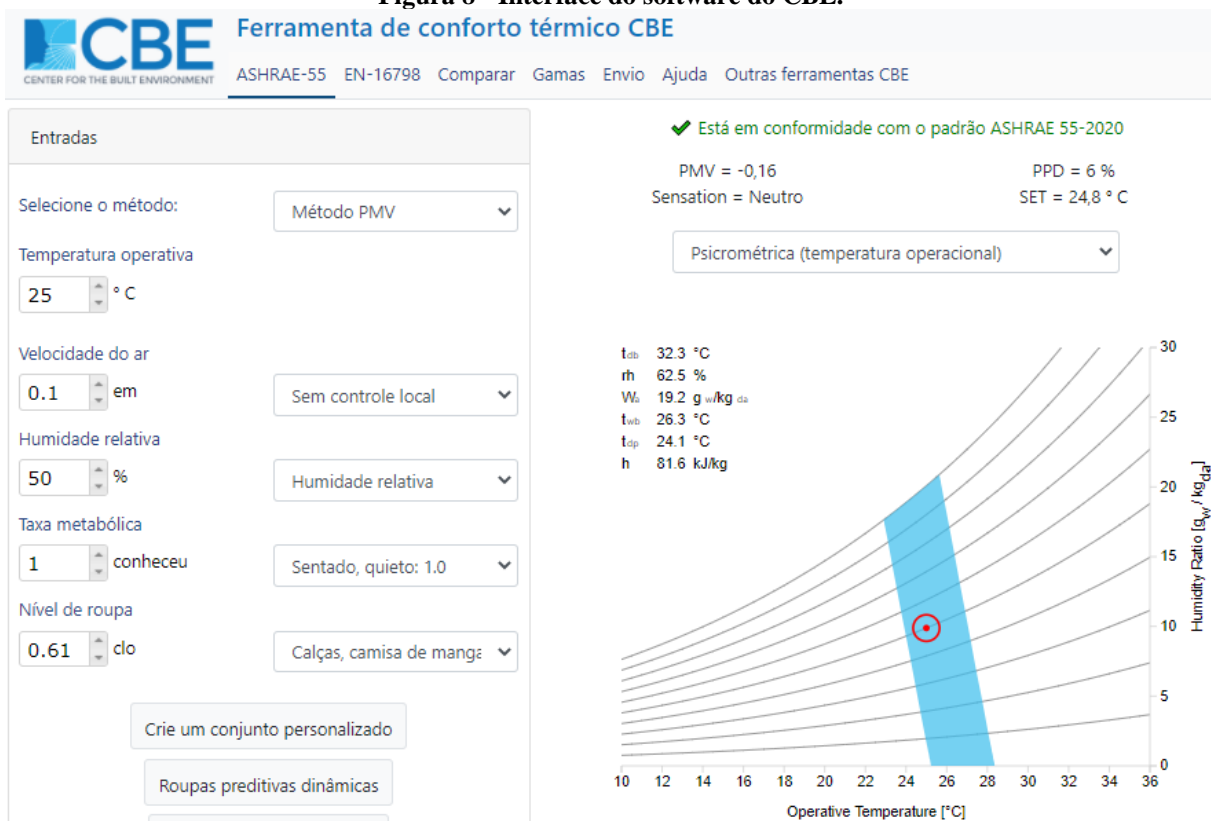 Figura 8 - Interface do software do CBE.
CBE
CENTER FOR THE BUILT ENVIRONMENT
Ferramenta de conforto térmico CBE
ASHRAE-55 EN-16798 Comparar Gamas Envio Ajuda Outras ferramentas CBE
Entradas
Selecione o método:
Método PMV
Temperatura operativa
25 ° C
Velocidade do ar
0.1 em
Sem controle local
Humidade relativa
50 %
Humidade relativa
Taxa metabólica
1 conheceu
Sentado, quieto: 1.0
Nível de roupa
0.61 clo
Calças, camisa de manga
Crie um conjunto personalizado
Roupas preditivas dinâmicas
✔ Está em conformidade com o padrão ASHRAE 55-2020
PMV = -0,16 PPD = 6 %
Sensation = Neutro SET = 24,8 ° C
Psicrométrica (temperatura operacional)
tdb 32.3 °C
rh 62.5 %
Wa 19.2 g w/kg da
twb 26.3 °C
tdp 24.1 °C
h 81.6 kJ/kg
30
25
20
15
10
5
0
Humidity Ratio [gw / kgda]
10 12 14 16 18 20 22 24 26 28 30 32 34 36
Operative Temperature [°C]